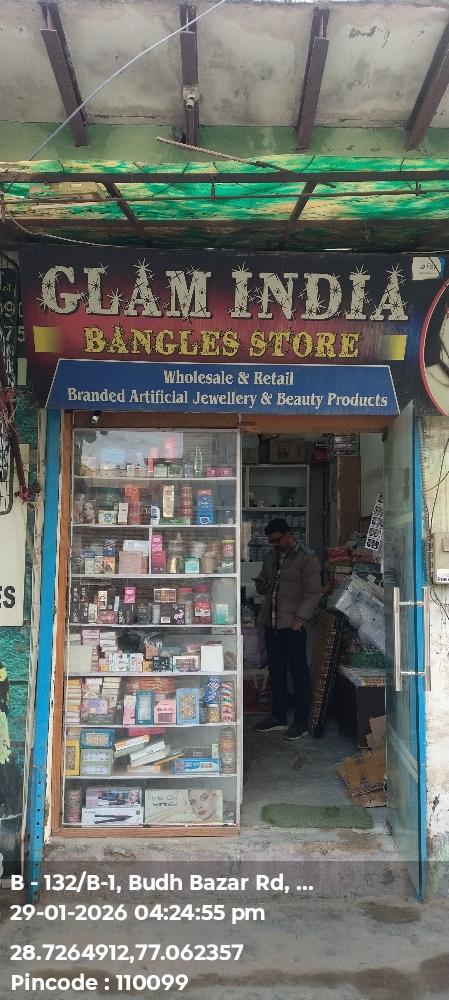 GLAM INDIA
BANGLES STORE
Wholesale & Retail
Branded Artificial Jewellery & Beauty Products
ES
B - 132/B-1, Budh Bazar Rd, ...
29-01-2026 04:24:55 pm
28.7264912,77.062357
Pincode : 110099